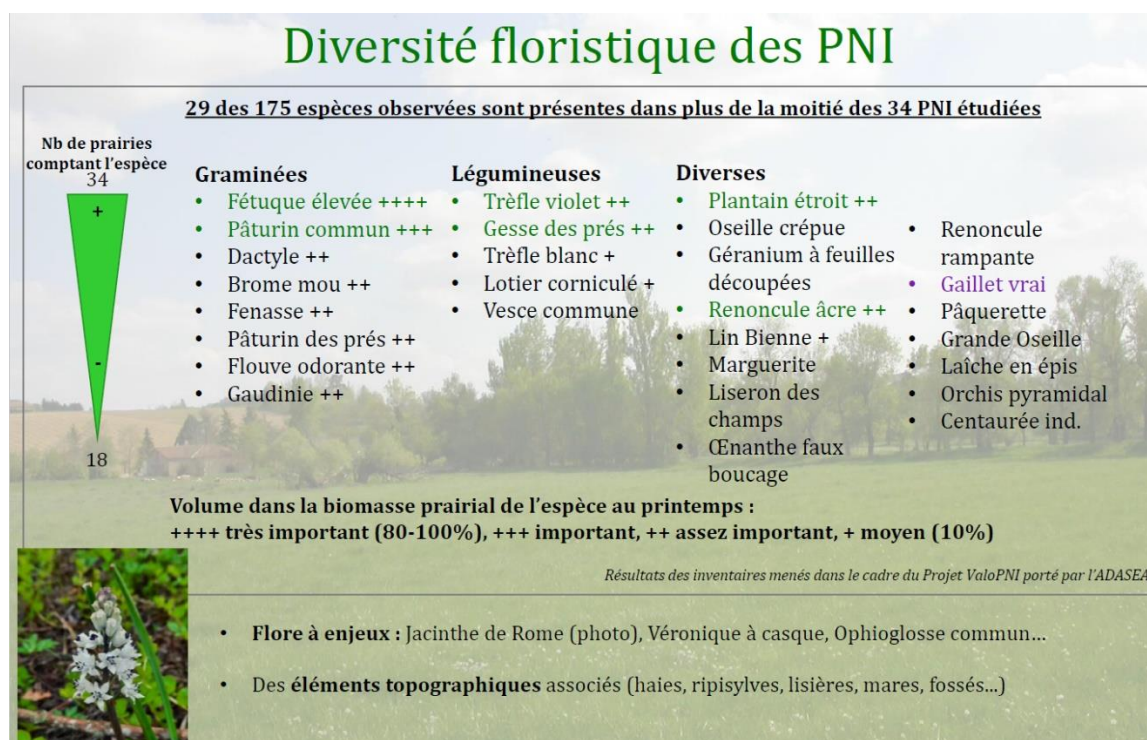 Diversité floristique des PNI
29 des 175 espèces observées sont présentes dans plus de la moitié des 34 PNI étudiées
Nb de prairies
comptant l'espèce
34
+
-
18
Graminées
• Fétuque élevée ++++
• Pâturin commun +++
• Dactyle ++
• Brome mou ++
• Fenasse ++
• Pâturin des prés ++
• Flouve odorante ++
• Gaudinie ++
Légumineuses
• Trèfle violet ++
• Gesse des prés ++
• Trèfle blanc +
• Lotier corniculé +
• Vesce commune
Diverses
• Plantain étroit ++
• Oseille crépue
• Géranium à feuilles
découpées
• Renoncule âcre ++
• Lin Bienne +
• Marguerite
• Liseron des
champs
• Œnanthe faux
boucage
• Renoncule
rampante
• Gaillet vrai
• Pâquerette
• Grande Oseille
• Laîche en épis
• Orchis pyramidal
• Centaurée ind.
Volume dans la biomasse prairial de l'espèce au printemps :
++++ très important (80-100%), +++ important, ++ assez important, + moyen (10%)
Résultats des inventaires menés dans le cadre du Projet ValoPNI porté par l'ADASEA
• Flore à enjeux : Jacinthe de Rome (photo), Véronique à casque, Ophioglosse commun…
• Des éléments topographiques associés (haies, ripisylves, lisières, mares, fossés...)